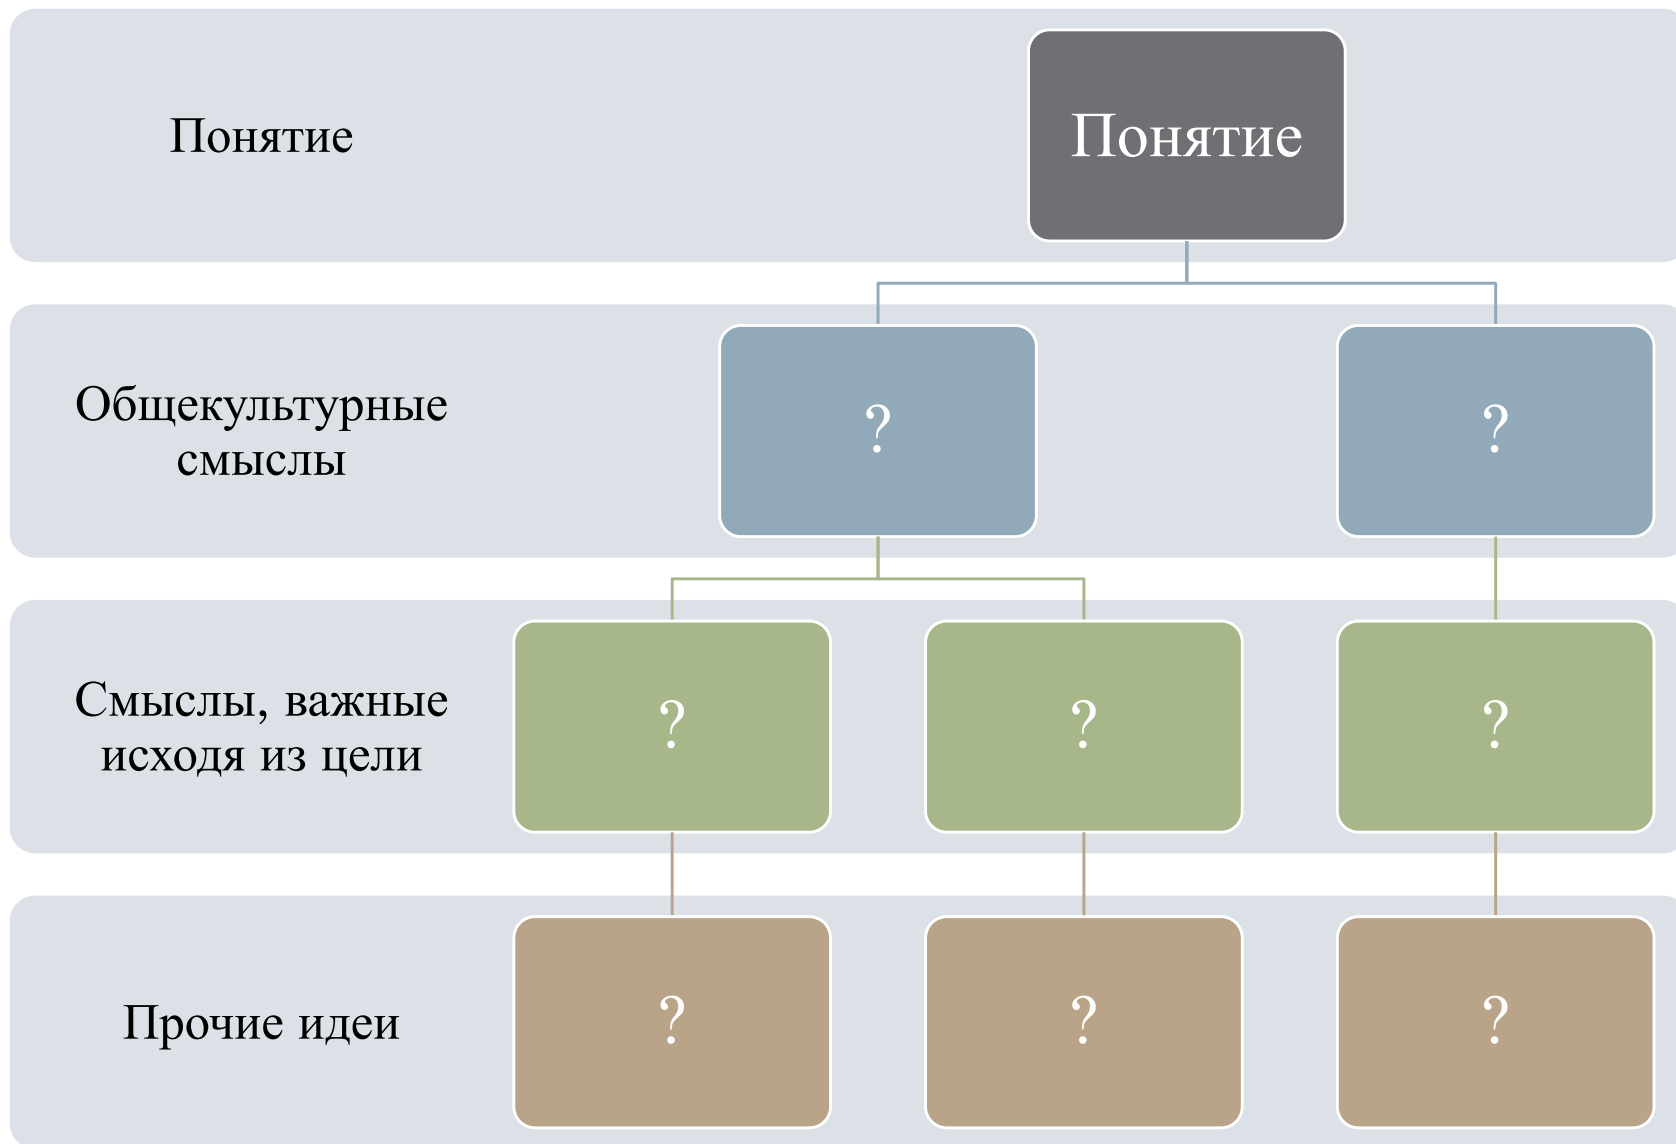 Понятие
Понятие
Общекультурные
смыслы
?
?
Смыслы, важные
исходя из цели
?
?
?
Прочие идеи
?
?
?